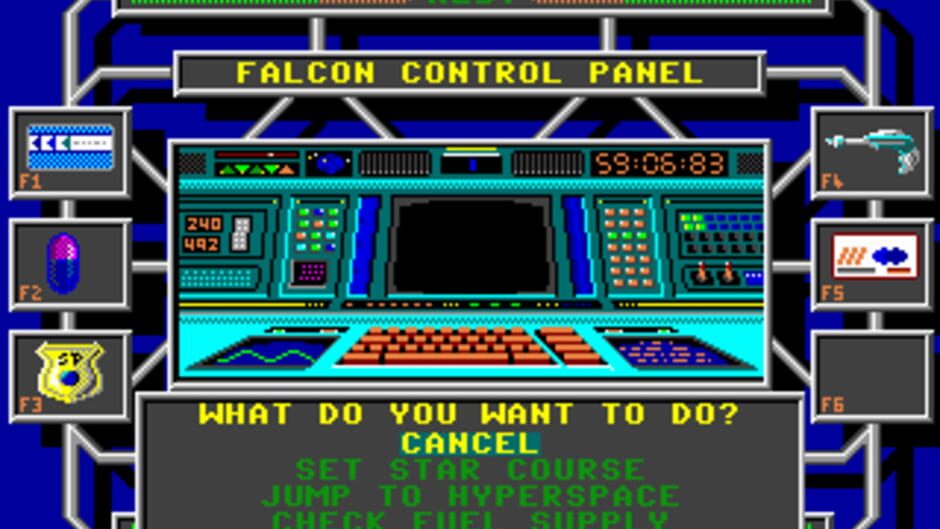 REST
FALCON CONTROL PANEL
F1
F4
59:06:83
240
492
F2
F5
SP
F3
F6
WHAT DO YOU WANT TO DO?
CANCEL
SET STAR COURSE
JUMP TO HYPERSPACE
CHECK FUEL SUPPLY